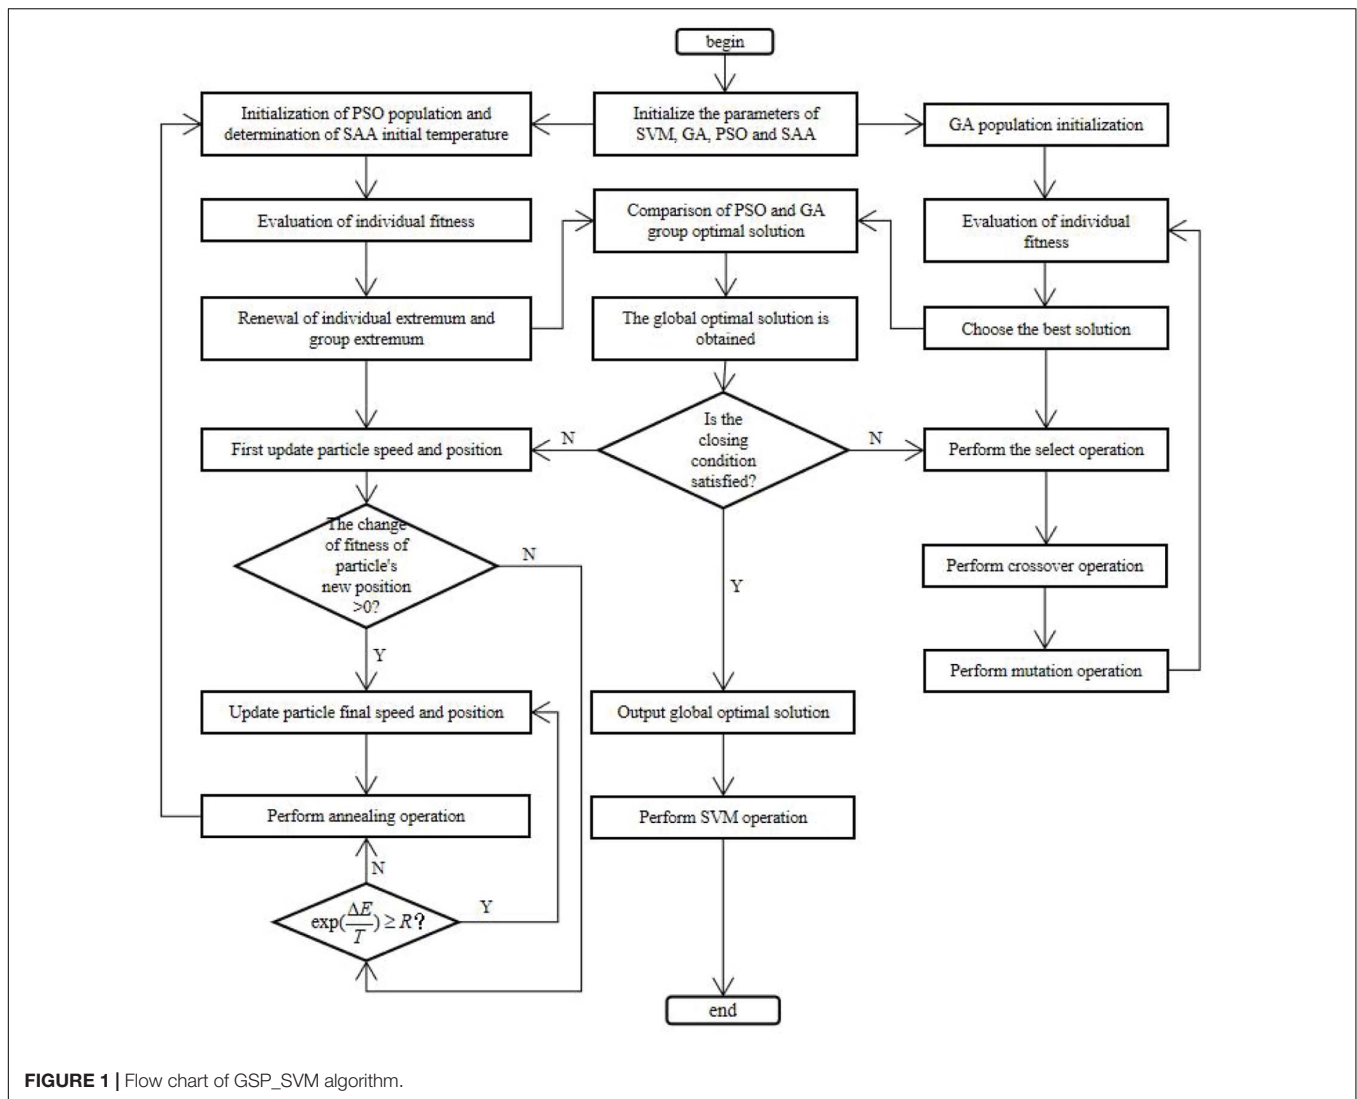 begin
Initialization of PSO population and
determination of SAA initial temperature
Initialize the parameters of
SVM, GA, PSO and SAA
GA population initialization
Evaluation of individual fitness
Comparison of PSO and GA
group optimal solution
Evaluation of individual
fitness
Renewal of individual extremum and
group extremum
The global optimal solution is
obtained
Choose the best solution
First update particle speed and position
N
Is the
closing
condition
satisfied?
N
Perform the select operation
The change
of fitness of
particle's
new position
>0?
N
Y
Perform crossover operation
Y
Perform mutation operation
Update particle final speed and position
Output global optimal solution
Perform annealing operation
Perform SVM operation
N
exp(ΔE/T) ≥ R?
Y
end
FIGURE 1 | Flow chart of GSP_SVM algorithm.